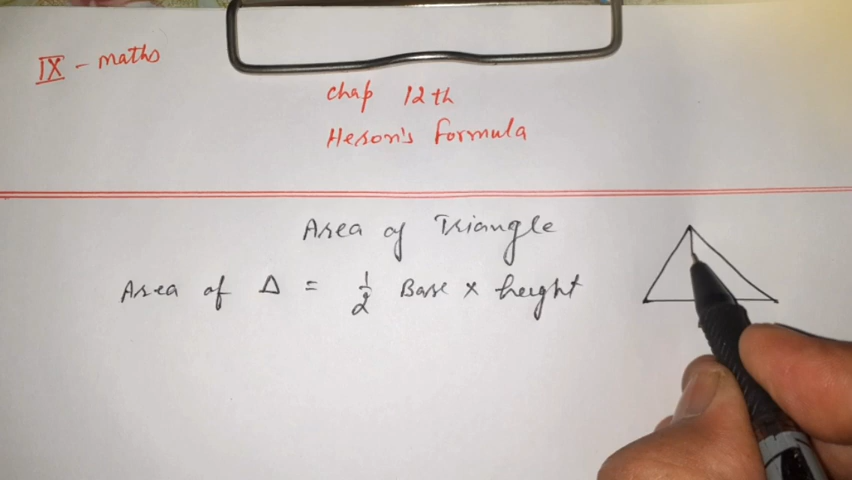 IX - maths
chap 12th
Heron's Formula
Area of Triangle
Area of Δ = 1/2 Base × height